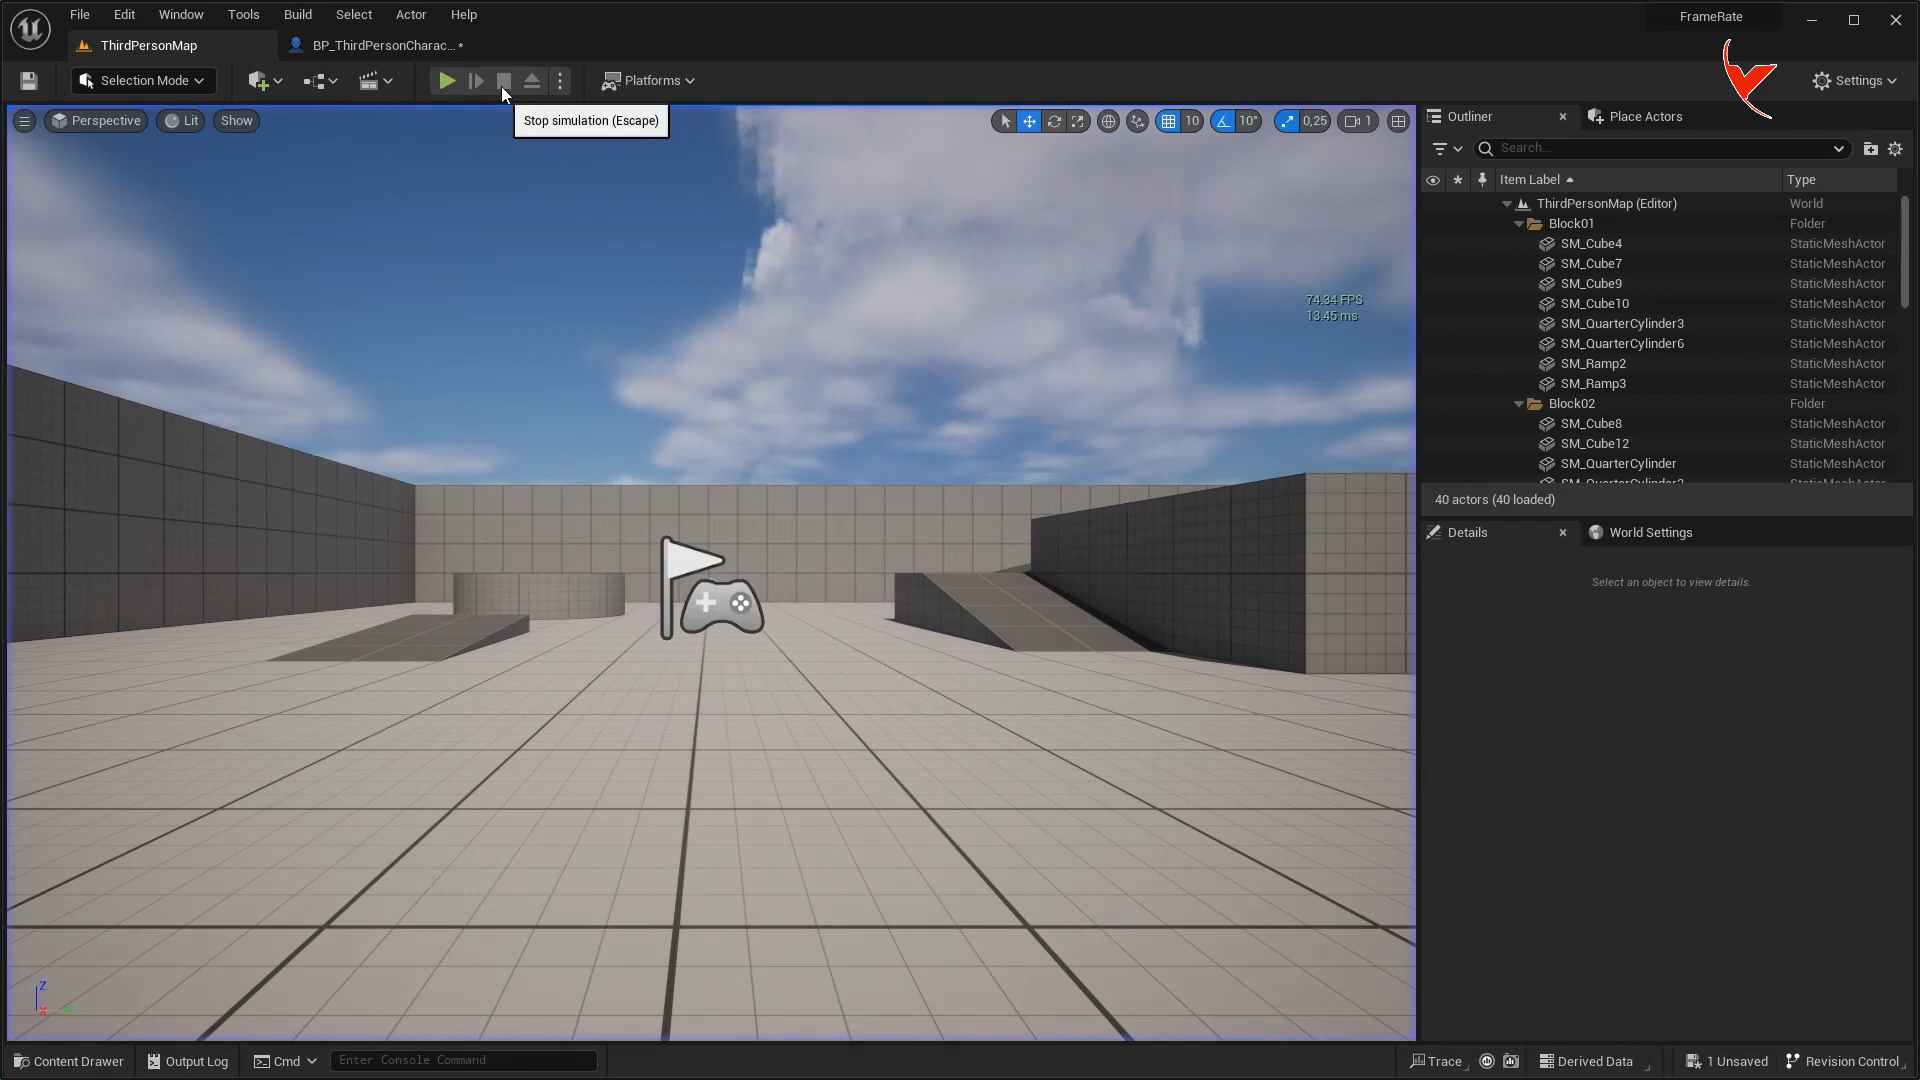 File Edit Window Tools Build Select Actor Help
FrameRate
ThirdPersonMap
BP_ThirdPersonCharac... *
Selection Mode
Platforms
Settings
Stop simulation (Escape)
Perspective
Lit
Show
10
10°
0,25
1
74.34 FPS
13.45 ms
Outliner
Place Actors
Search...
Item Label
Type
ThirdPersonMap (Editor) World
Block01 Folder
SM_Cube4 StaticMeshActor
SM_Cube7 StaticMeshActor
SM_Cube9 StaticMeshActor
SM_Cube10 StaticMeshActor
SM_QuarterCylinder3 StaticMeshActor
SM_QuarterCylinder6 StaticMeshActor
SM_Ramp2 StaticMeshActor
SM_Ramp3 StaticMeshActor
Block02 Folder
SM_Cube8 StaticMeshActor
SM_Cube12 StaticMeshActor
SM_QuarterCylinder StaticMeshActor
40 actors (40 loaded)
Details
World Settings
Select an object to view details.
Z
Content Drawer
Output Log
Cmd
Enter Console Command
Trace
Derived Data
1 Unsaved
Revision Control